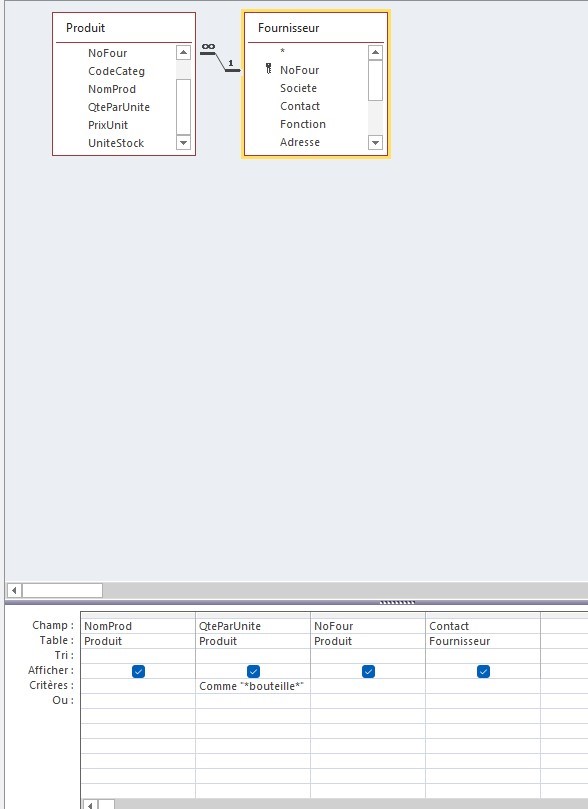 Produit
NoFour
CodeCateg
NomProd
QteParUnite
PrixUnit
UniteStock
∞ 1
Fournisseur
*
NoFour
Societe
Contact
Fonction
Adresse
Champ : NomProd QteParUnite NoFour Contact
Table : Produit Produit Produit Fournisseur
Tri :
Afficher :
Critères : Comme "*bouteille*"
Ou :